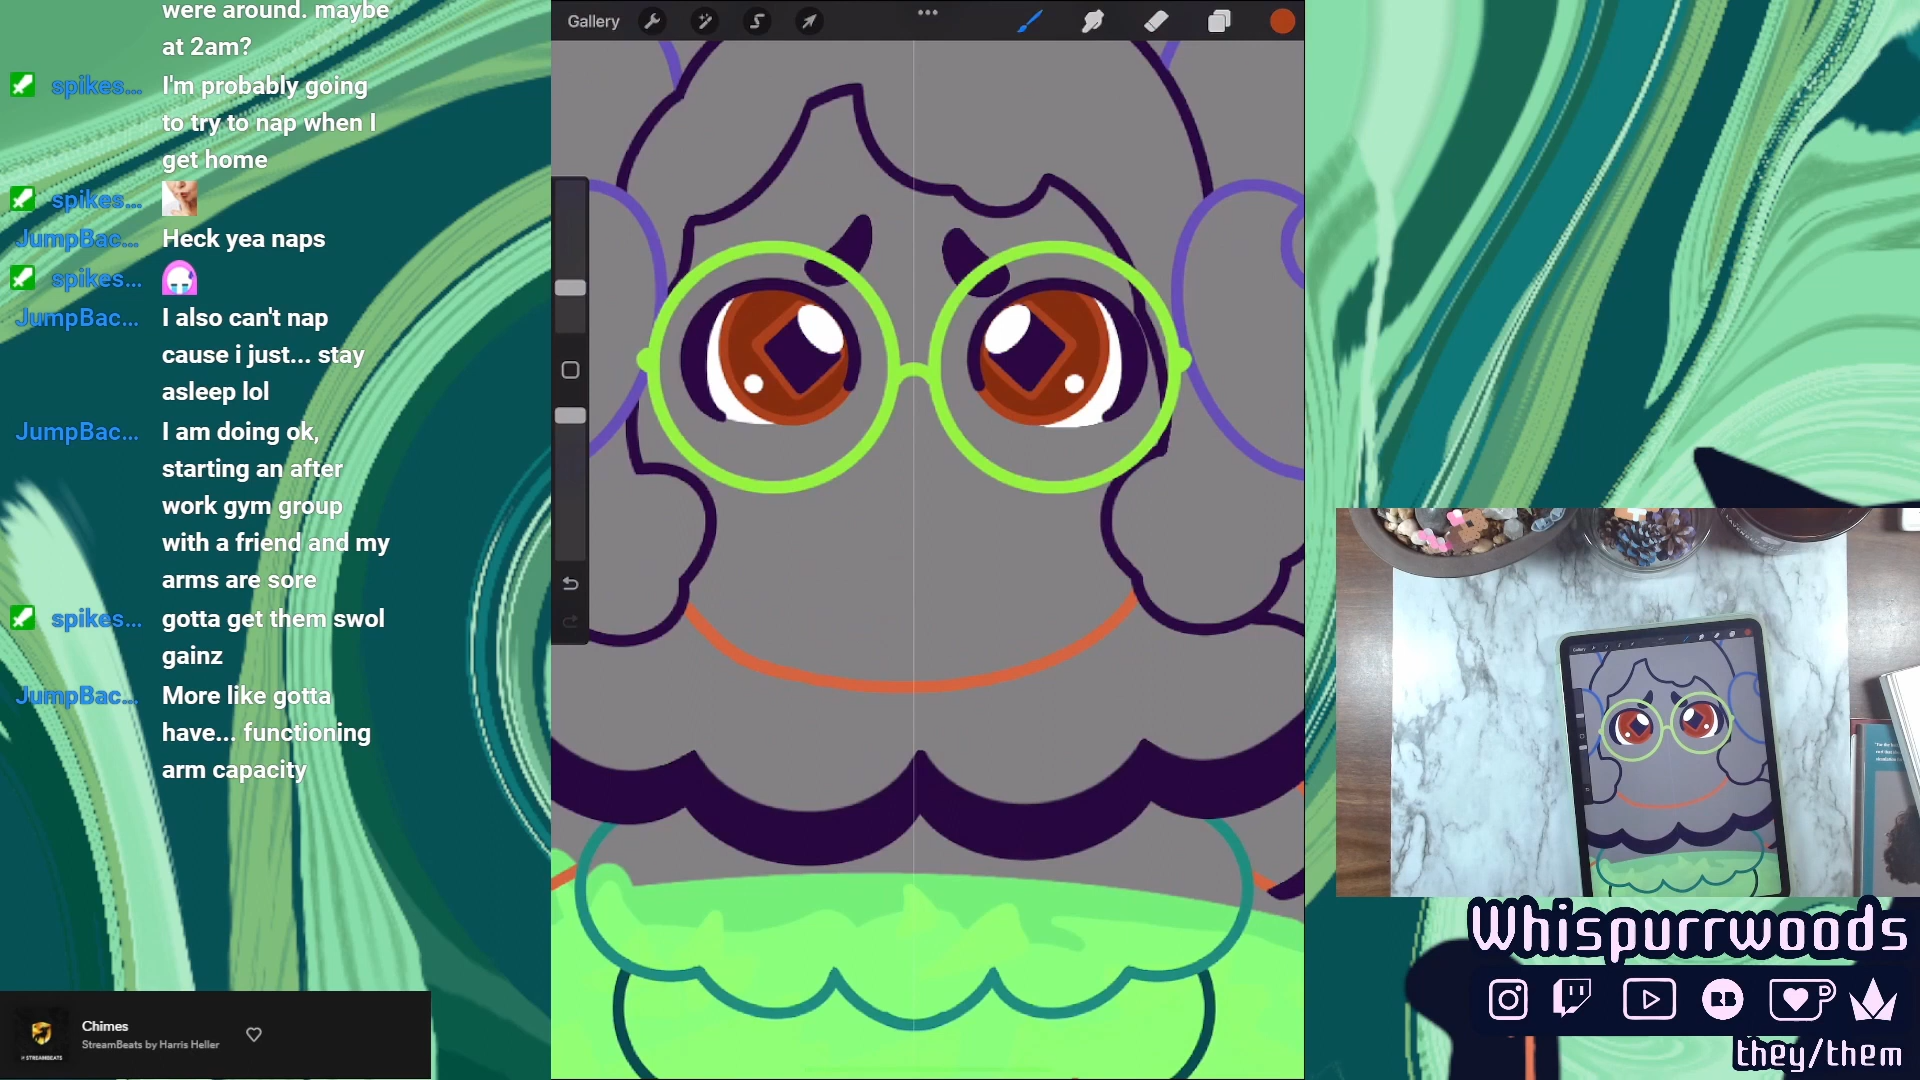 were around. maybe
at 2am?
spikes... I'm probably going
to try to nap when I
get home
spikes...
JumpBac... Heck yea naps
spikes...
JumpBac... I also can't nap
cause i just... stay
asleep lol
JumpBac... I am doing ok,
starting an after
work gym group
with a friend and my
arms are sore
spikes... gotta get them swol
gainz
JumpBac... More like gotta
have... functioning
arm capacity
Chimes
StreamBeats by Harris Heller
STREAMBEATS
Gallery
Whispurrwoods
RB
they/them